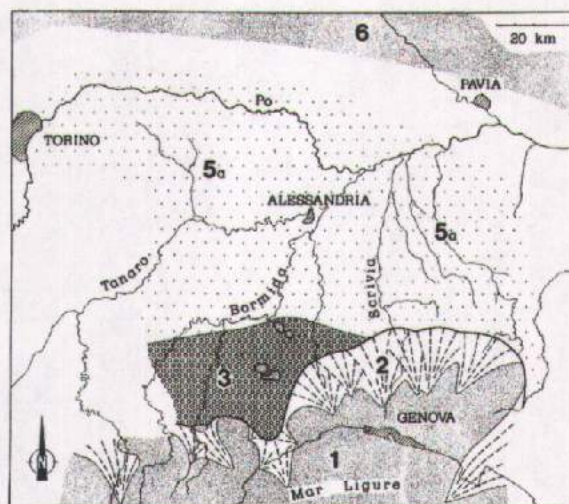 6
20 km
PAVIA
Po
TORINO
5a
ALESSANDRIA
5a
Tanaro
Bormida
Scrivia
2
3
GENOVA
1
Mar Ligure
N